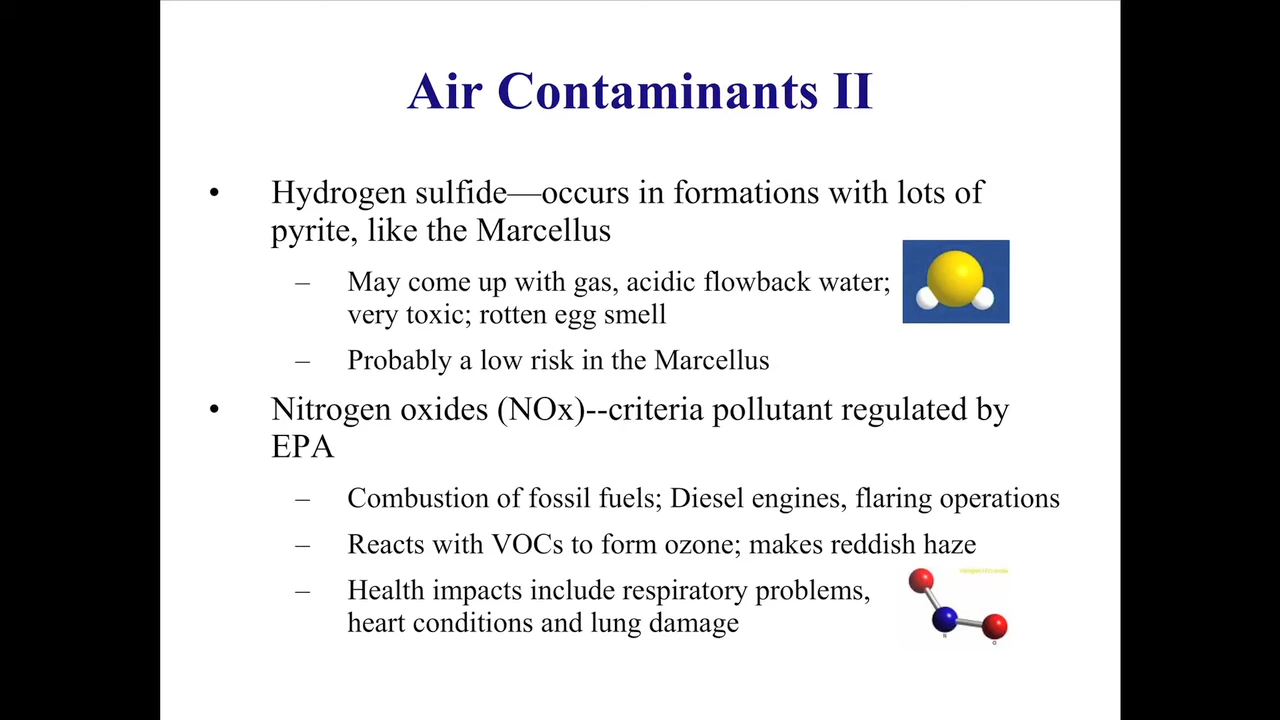 Air Contaminants II
• Hydrogen sulfide—occurs in formations with lots of
pyrite, like the Marcellus
– May come up with gas, acidic flowback water;
very toxic; rotten egg smell
– Probably a low risk in the Marcellus
• Nitrogen oxides (NOx)--criteria pollutant regulated by
EPA
– Combustion of fossil fuels; Diesel engines, flaring operations
– Reacts with VOCs to form ozone; makes reddish haze
– Health impacts include respiratory problems,
heart conditions and lung damage
N
O